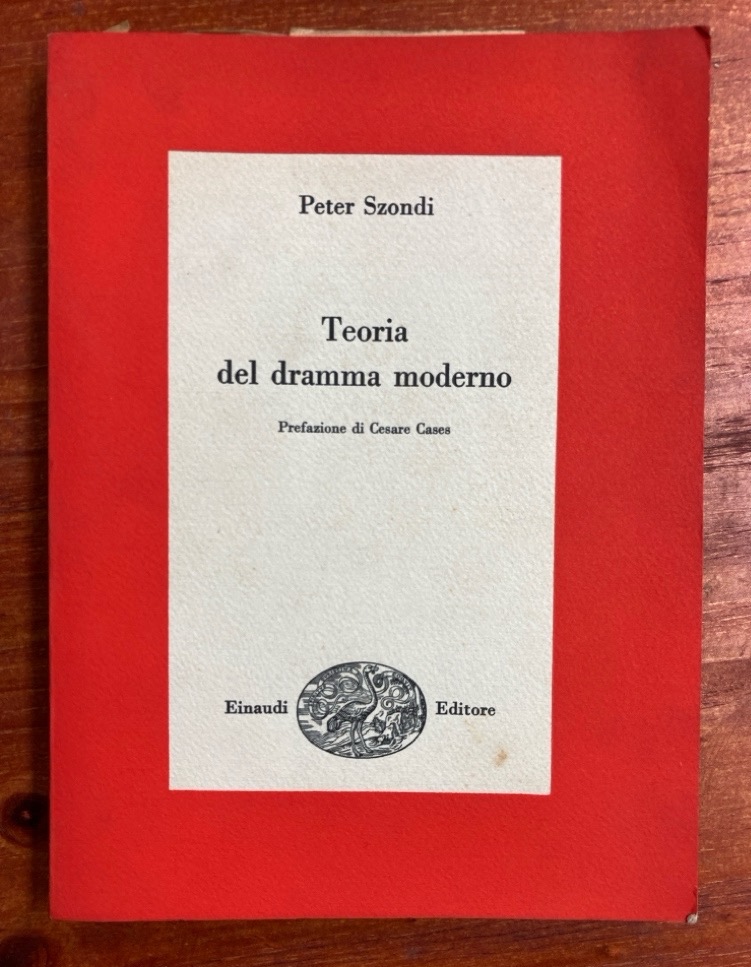 Peter Szondi
Teoria
del dramma moderno
Prefazione di Cesare Cases
Einaudi Editore